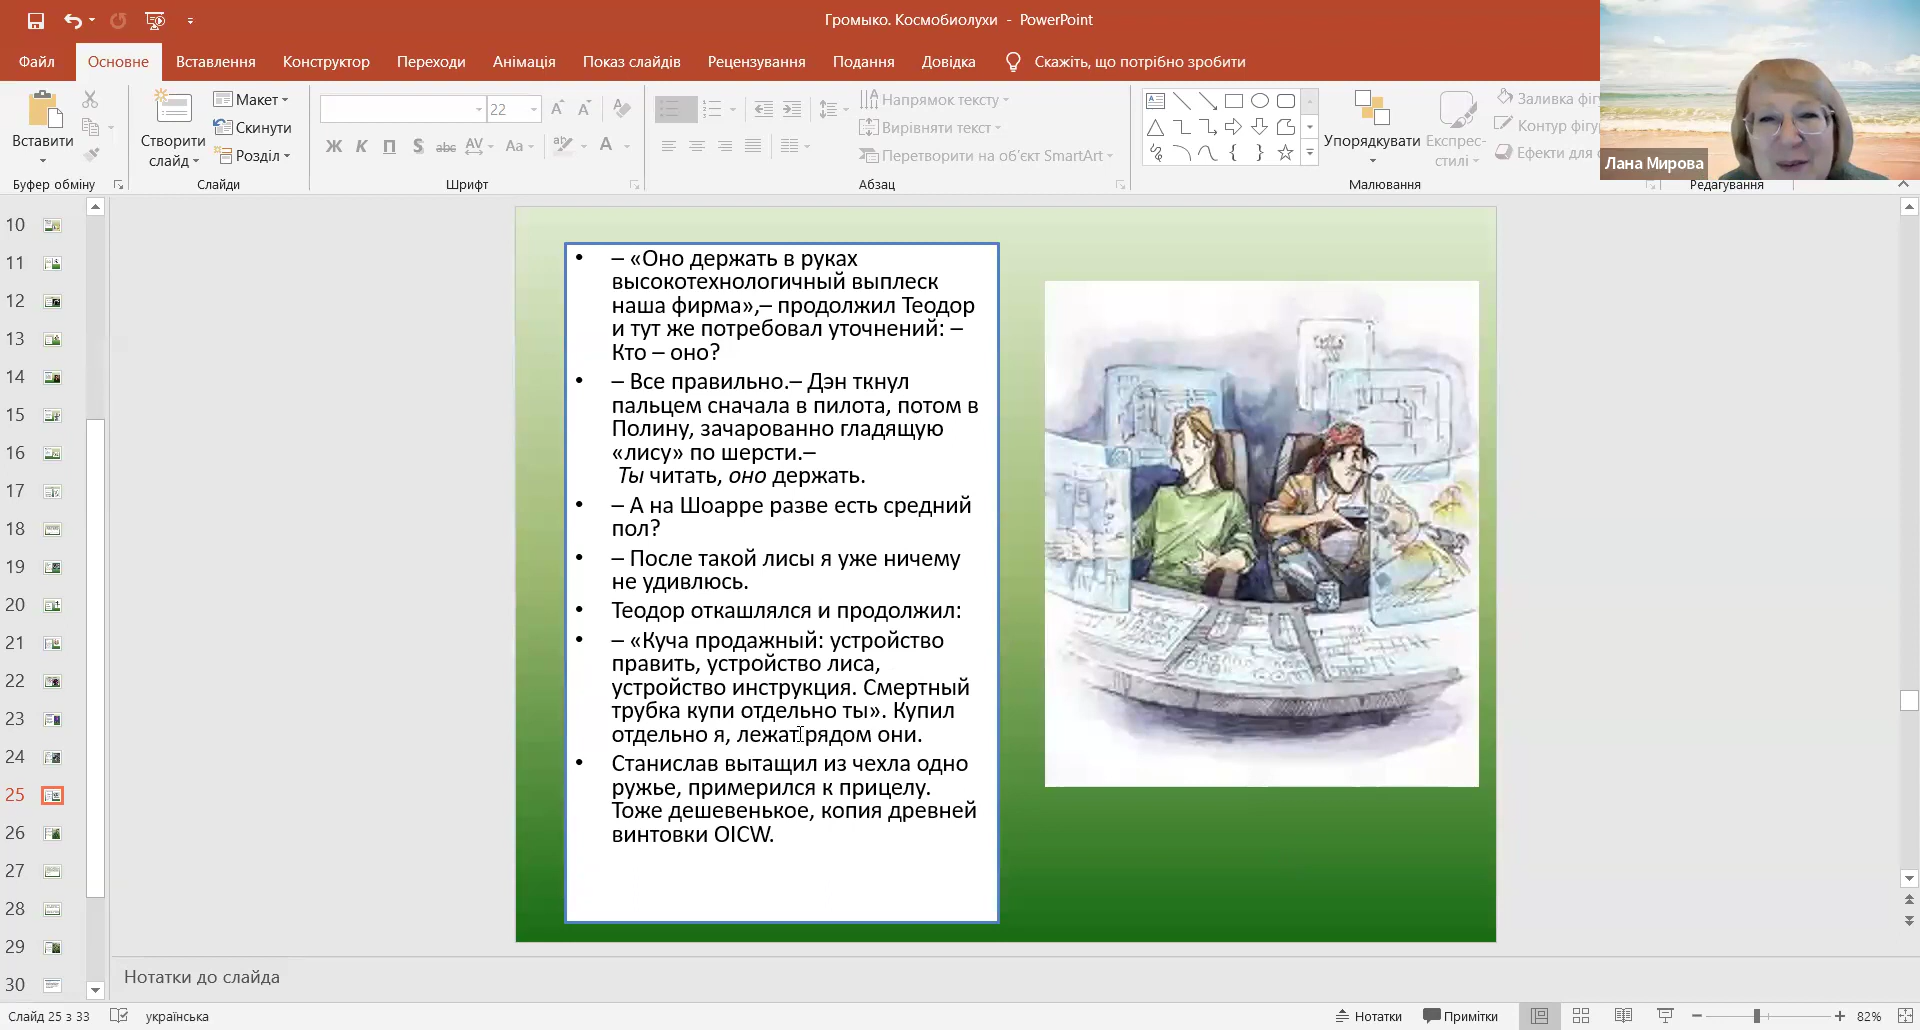 Громыко. Космобиолухи - PowerPoint
Файл Основне Вставлення Конструктор Переходи Анімація Показ слайдів Рецензування Подання Довідка Скажіть, що потрібно зробити
Вставити
Створити слайд
Макет
Скинути
Розділ
22
Ж К П S abc AV Aa A
Напрямок тексту
Вирівняти текст
Перетворити на об'єкт SmartArt
Упорядкувати
Експрес-стилі
Заливка фігу
Контур фігу
Ефекти для ф
Буфер обміну Слайди Шрифт Абзац Малювання Редагування
Лана Мирова
10
11
12
13
14
15
16
17
18
19
20
21
22
23
24
25
26
27
28
29
30
• – «Оно держать в руках
высокотехнологичный выплеск
наша фирма»,– продолжил Теодор
и тут же потребовал уточнений: –
Кто – оно?
• – Все правильно.– Дэн ткнул
пальцем сначала в пилота, потом в
Полину, зачарованно гладящую
«лису» по шерсти.–
Ты читать, оно держать.
• – А на Шоарре разве есть средний
пол?
• – После такой лисы я уже ничему
не удивлюсь.
• Теодор откашлялся и продолжил:
• – «Куча продажный: устройство
править, устройство лиса,
устройство инструкция. Смертный
трубка купи отдельно ты». Купил
отдельно я, лежат рядом они.
• Станислав вытащил из чехла одно
ружье, примерился к прицелу.
Тоже дешевенькое, копия древней
винтовки OICW.
Нотатки до слайда
Слайд 25 з 33 українська Нотатки Примітки 82%